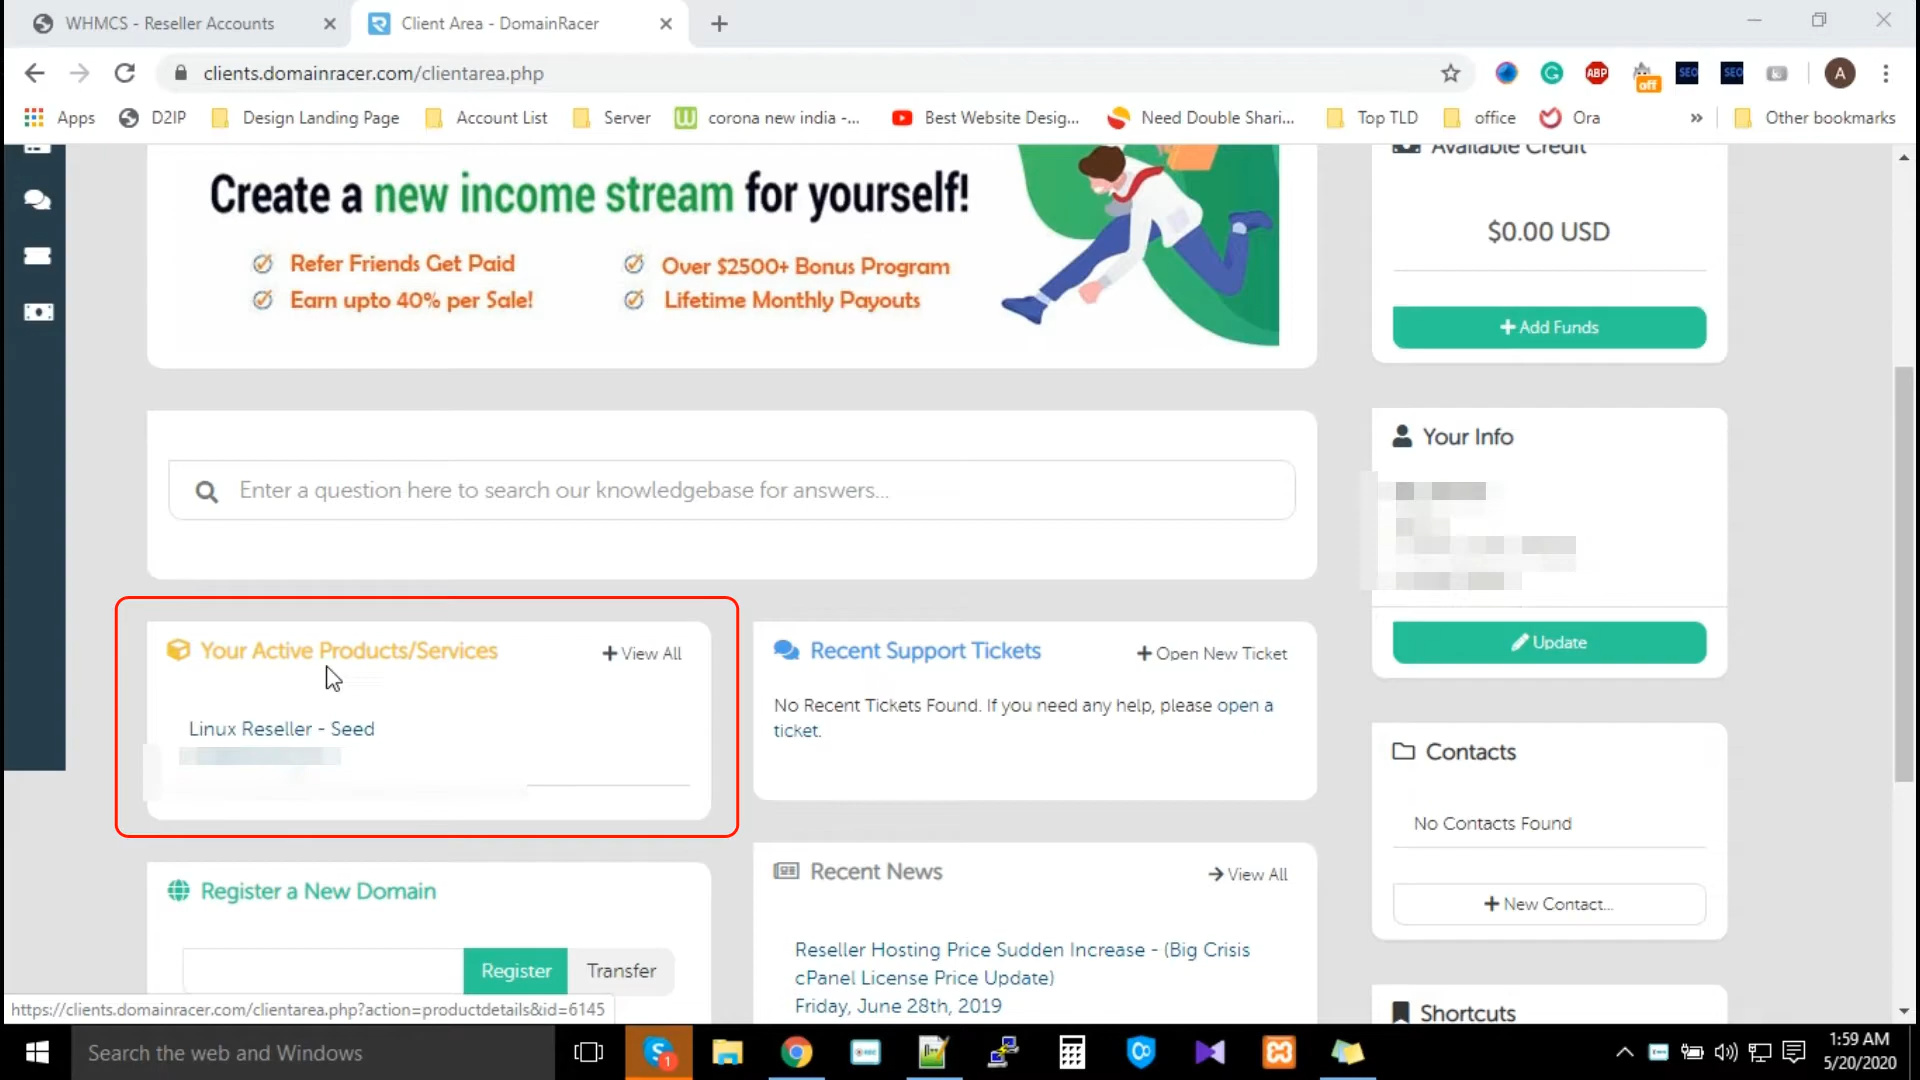 WHMCS - Reseller Accounts
Client Area - DomainRacer
clients.domainracer.com/clientarea.php
ABP
off
SEO
SEO
A
Apps
D2IP
Design Landing Page
Account List
Server
corona new india -...
Best Website Desig...
Need Double Shari...
Top TLD
office
Ora
»
Other bookmarks
Create a new income stream for yourself!
Refer Friends Get Paid
Over $2500+ Bonus Program
Earn upto 40% per Sale!
Lifetime Monthly Payouts
Available Credit
$0.00 USD
Add Funds
Enter a question here to search our knowledgebase for answers...
Your Info
Update
Your Active Products/Services
View All
Linux Reseller - Seed
Recent Support Tickets
Open New Ticket
No Recent Tickets Found. If you need any help, please open a
ticket.
Contacts
No Contacts Found
New Contact...
Register a New Domain
Register
Transfer
Recent News
View All
Reseller Hosting Price Sudden Increase - (Big Crisis
cPanel License Price Update)
Friday, June 28th, 2019
Shortcuts
https://clients.domainracer.com/clientarea.php?action=productdetails&id=6145
Search the web and Windows
1
1:59 AM
5/20/2020